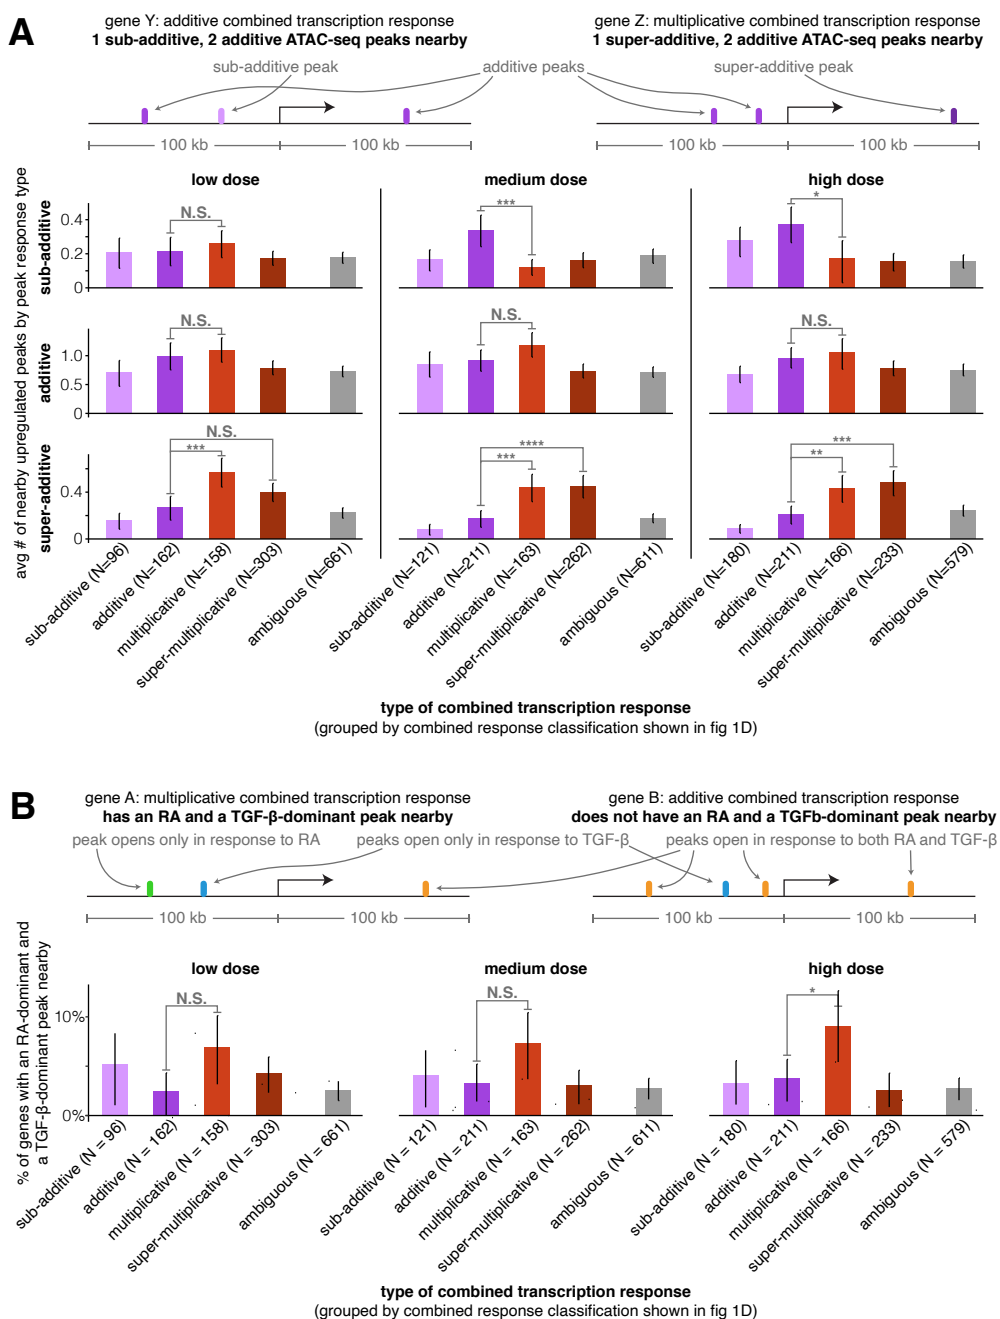 A
gene Y: additive combined transcription response
1 sub-additive, 2 additive ATAC-seq peaks nearby
gene Z: multiplicative combined transcription response
1 super-additive, 2 additive ATAC-seq peaks nearby
sub-additive peak
additive peaks
super-additive peak
100 kb
100 kb
100 kb
100 kb
avg # of nearby upregulated peaks by peak response type
low dose
medium dose
high dose
sub-additive
0.4
0.2
0
N.S.
***
*
additive
1.0
0.5
0
N.S.
N.S.
N.S.
super-additive
0.4
0
N.S.
***
****
***
***
**
sub-additive (N=96)
additive (N=162)
multiplicative (N=158)
super-multiplicative (N=303)
ambiguous (N=661)
sub-additive (N=121)
additive (N=211)
multiplicative (N=163)
super-multiplicative (N=262)
ambiguous (N=611)
sub-additive (N=180)
additive (N=211)
multiplicative (N=166)
super-multiplicative (N=233)
ambiguous (N=579)
type of combined transcription response
(grouped by combined response classification shown in fig 1D)
B
gene A: multiplicative combined transcription response
has an RA and a TGF-β-dominant peak nearby
gene B: additive combined transcription response
does not have an RA and a TGFb-dominant peak nearby
peak opens only in response to RA
peaks open only in response to TGF-β
peaks open in response to both RA and TGF-β
100 kb
100 kb
100 kb
100 kb
% of genes with an RA-dominant and
a TGF-β-dominant peak nearby
low dose
medium dose
high dose
10%
0%
N.S.
N.S.
*
sub-additive (N = 96)
additive (N = 162)
multiplicative (N = 158)
super-multiplicative (N = 303)
ambiguous (N = 661)
sub-additive (N = 121)
additive (N = 211)
multiplicative (N = 163)
super-multiplicative (N = 262)
ambiguous (N = 611)
sub-additive (N = 180)
additive (N = 211)
multiplicative (N = 166)
super-multiplicative (N = 233)
ambiguous (N = 579)
type of combined transcription response
(grouped by combined response classification shown in fig 1D)